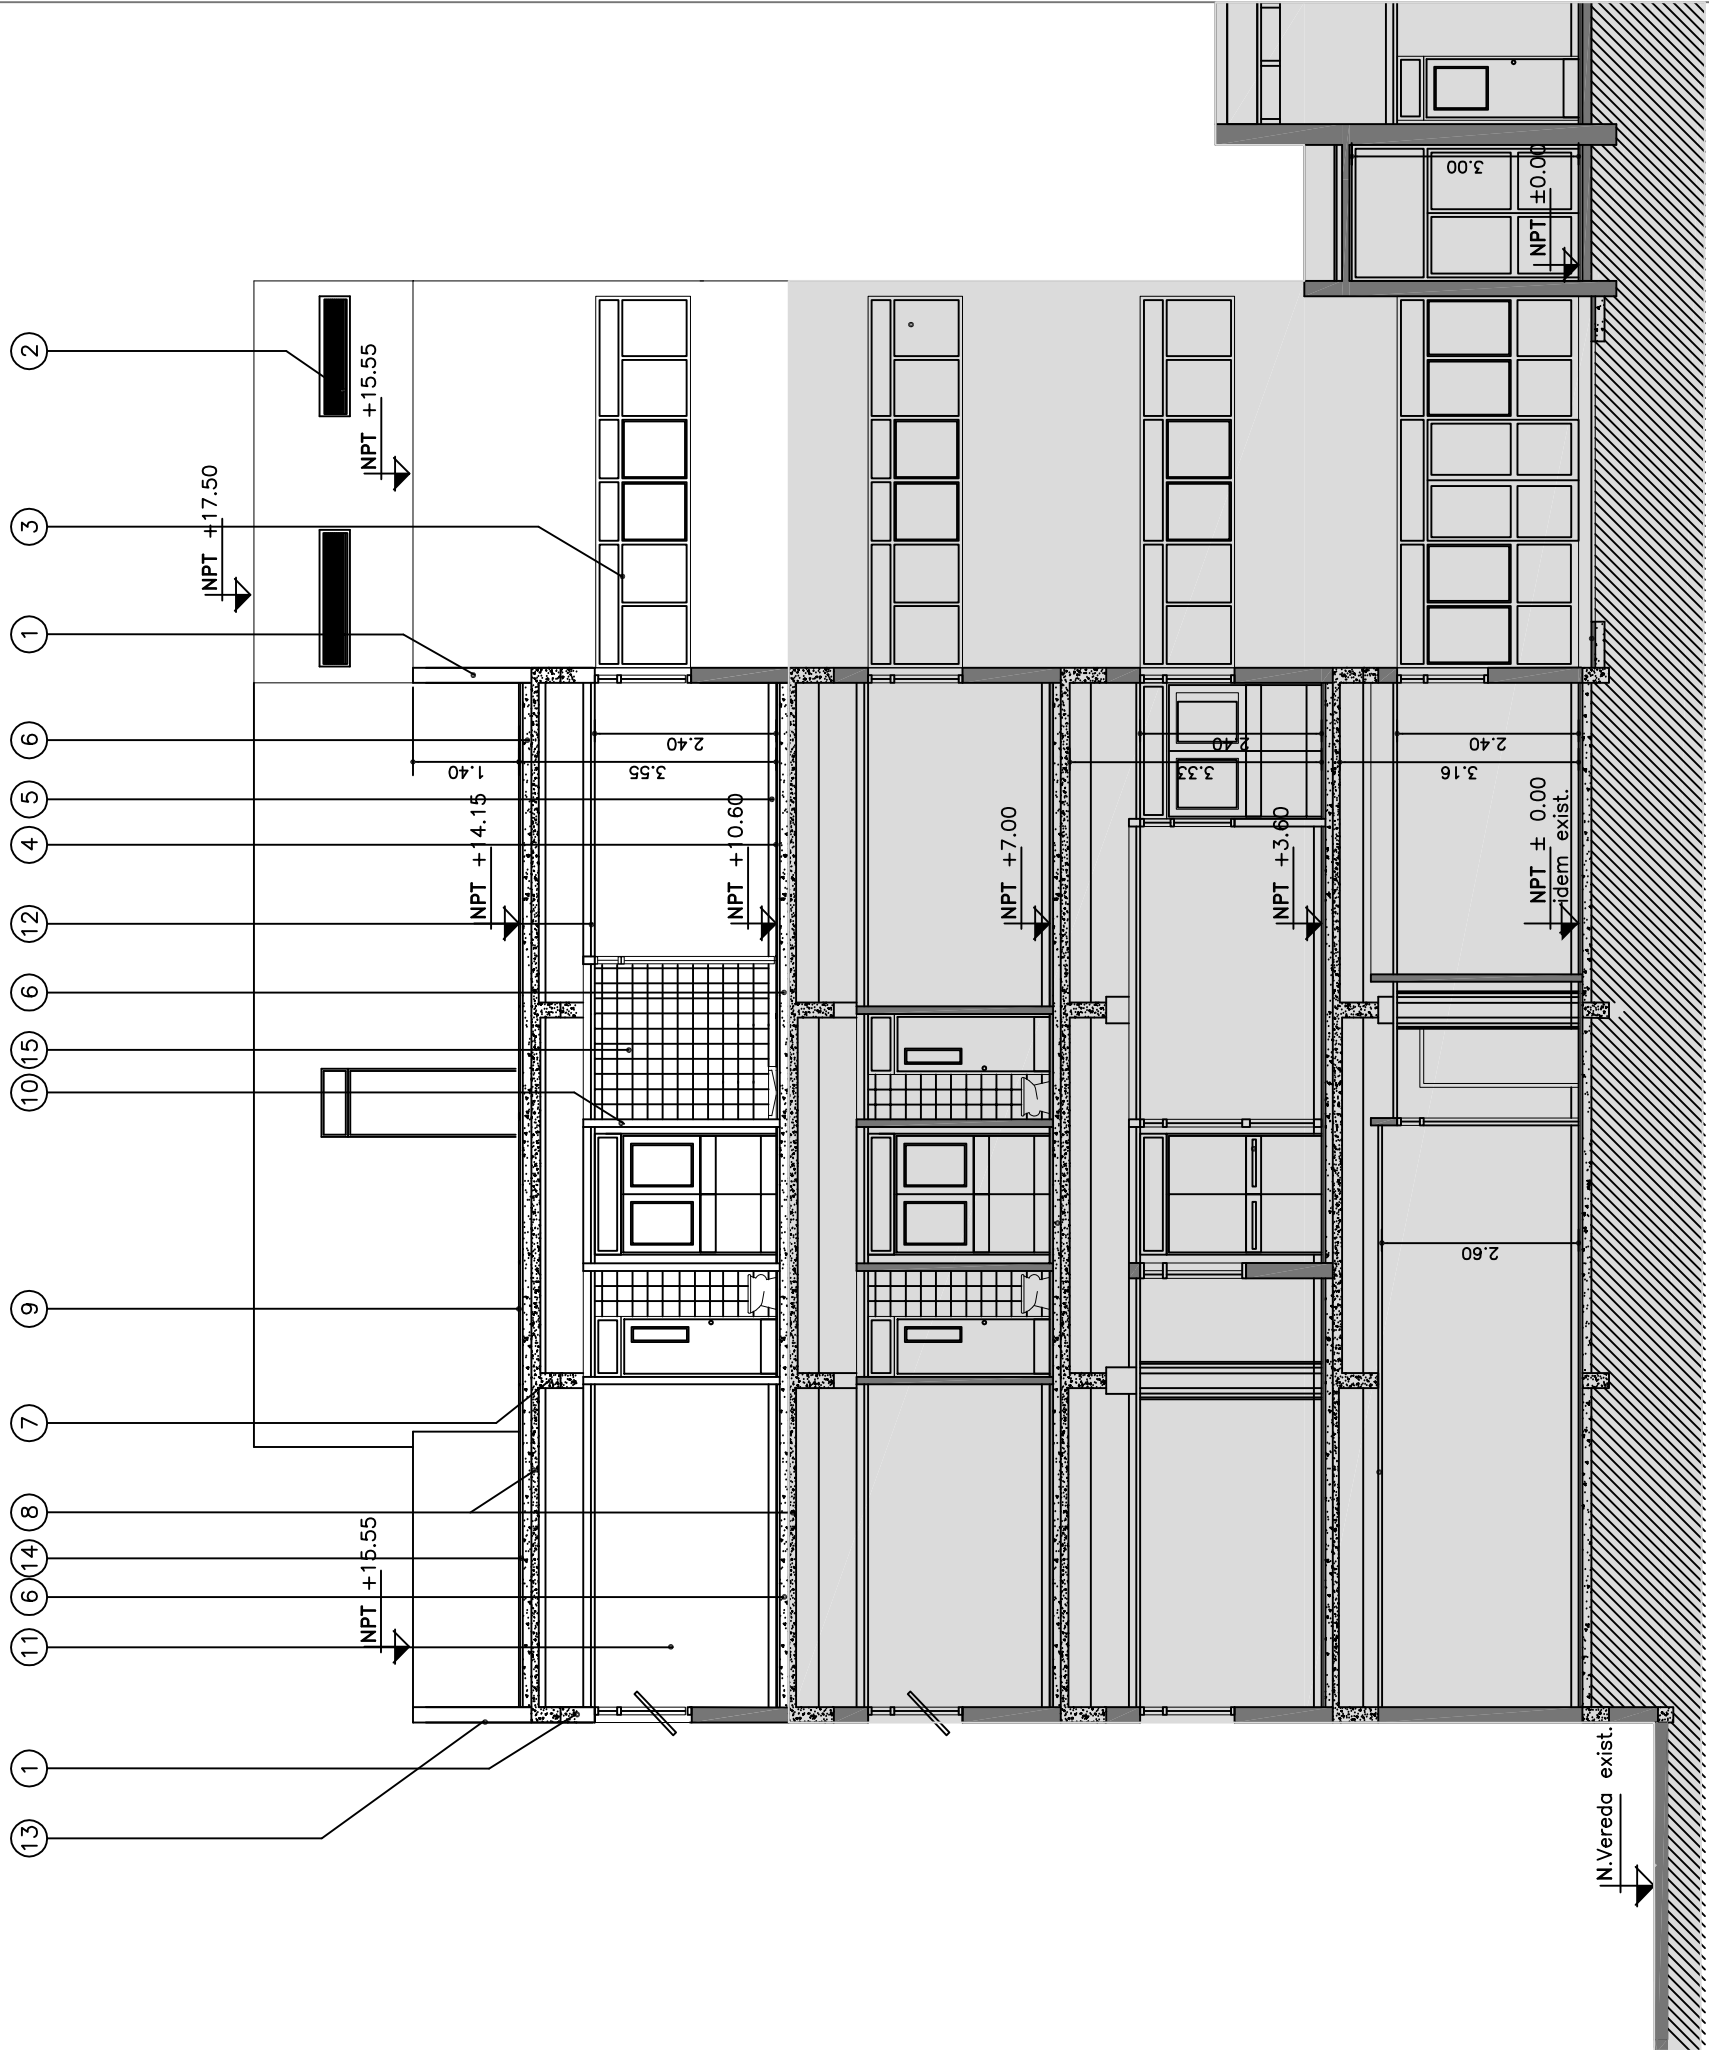 2
3
1
6
5
4
12
6
15
10
9
7
8
14
6
11
1
13
NPT +17.50
NPT +15.55
NPT +15.55
NPT +14.15
NPT +10.60
NPT +7.00
NPT +3.60
NPT ± 0.00
idem exist.
NPT ±0.00
N.Vereda exist.
1.40
3.55
2.40
3.33
2.40
3.16
2.40
2.60
3.00